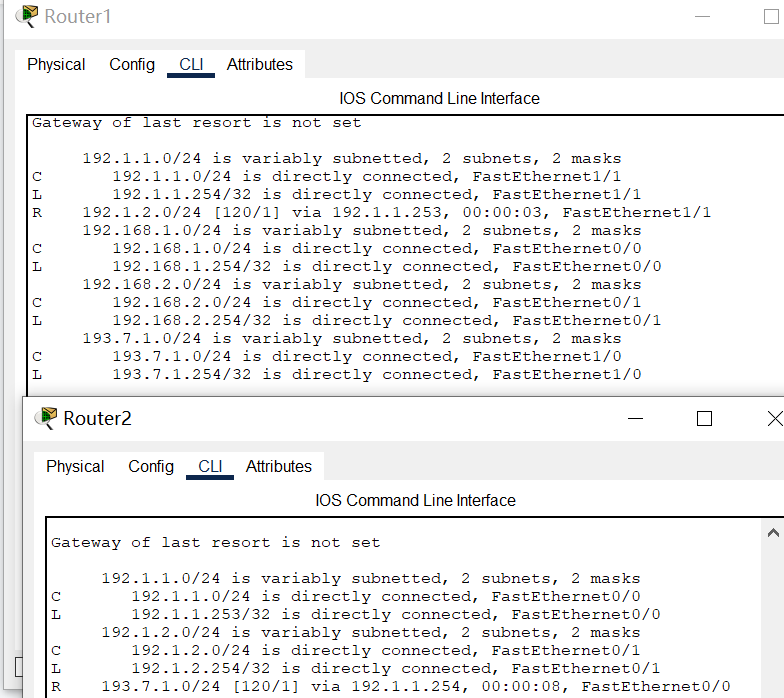 Router1
Physical Config CLI Attributes
IOS Command Line Interface
Gateway of last resort is not set
192.1.1.0/24 is variably subnetted, 2 subnets, 2 masks
C 192.1.1.0/24 is directly connected, FastEthernet1/1
L 192.1.1.254/32 is directly connected, FastEthernet1/1
R 192.1.2.0/24 [120/1] via 192.1.1.253, 00:00:03, FastEthernet1/1
192.168.1.0/24 is variably subnetted, 2 subnets, 2 masks
C 192.168.1.0/24 is directly connected, FastEthernet0/0
L 192.168.1.254/32 is directly connected, FastEthernet0/0
192.168.2.0/24 is variably subnetted, 2 subnets, 2 masks
C 192.168.2.0/24 is directly connected, FastEthernet0/1
L 192.168.2.254/32 is directly connected, FastEthernet0/1
193.7.1.0/24 is variably subnetted, 2 subnets, 2 masks
C 193.7.1.0/24 is directly connected, FastEthernet1/0
L 193.7.1.254/32 is directly connected, FastEthernet1/0
Router2
Physical Config CLI Attributes
IOS Command Line Interface
Gateway of last resort is not set
192.1.1.0/24 is variably subnetted, 2 subnets, 2 masks
C 192.1.1.0/24 is directly connected, FastEthernet0/0
L 192.1.1.253/32 is directly connected, FastEthernet0/0
192.1.2.0/24 is variably subnetted, 2 subnets, 2 masks
C 192.1.2.0/24 is directly connected, FastEthernet0/1
L 192.1.2.254/32 is directly connected, FastEthernet0/1
R 193.7.1.0/24 [120/1] via 192.1.1.254, 00:00:08, FastEthernet0/0